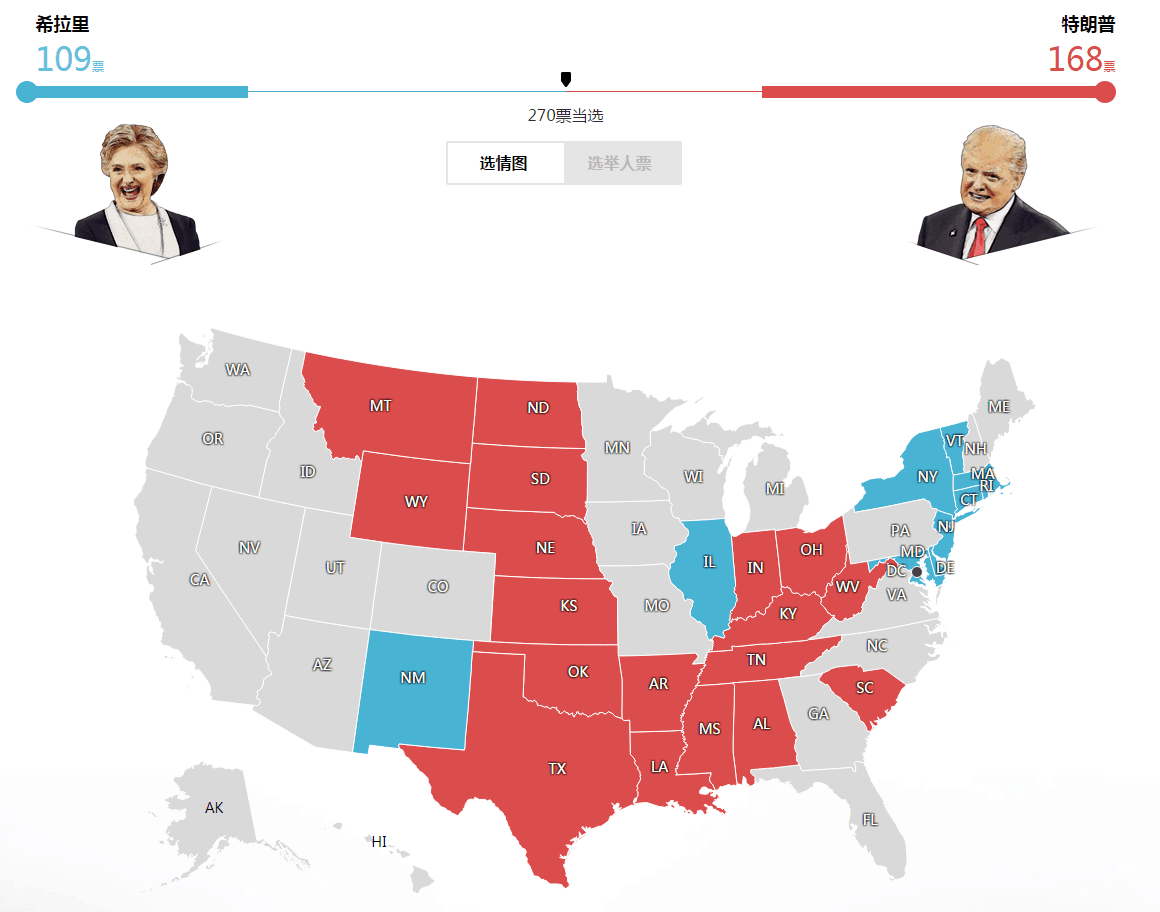 希拉里
特朗普
109票
168票
270票当选
选情图
选举人票
WA
MT
ND
ME
OR
MN
VT
NH
ID
WI
NY
MA
SD
MI
RI
WY
CT
IA
PA
NJ
NV
NE
OH
MD
UT
IL
IN
DC
DE
CA
CO
KS
MO
WV
VA
KY
NC
AZ
NM
OK
AR
TN
SC
GA
MS
AL
TX
LA
AK
FL
HI